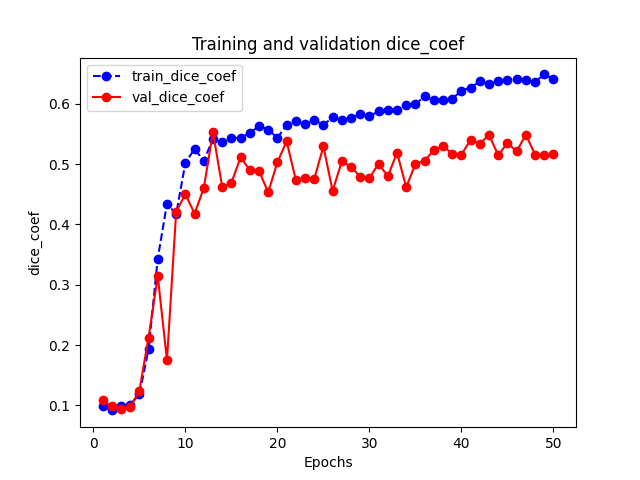 Training and validation dice_coef
train_dice_coef
val_dice_coef
0.6
0.5
0.4
0.3
0.2
0.1
dice_coef
0
10
20
30
40
50
Epochs